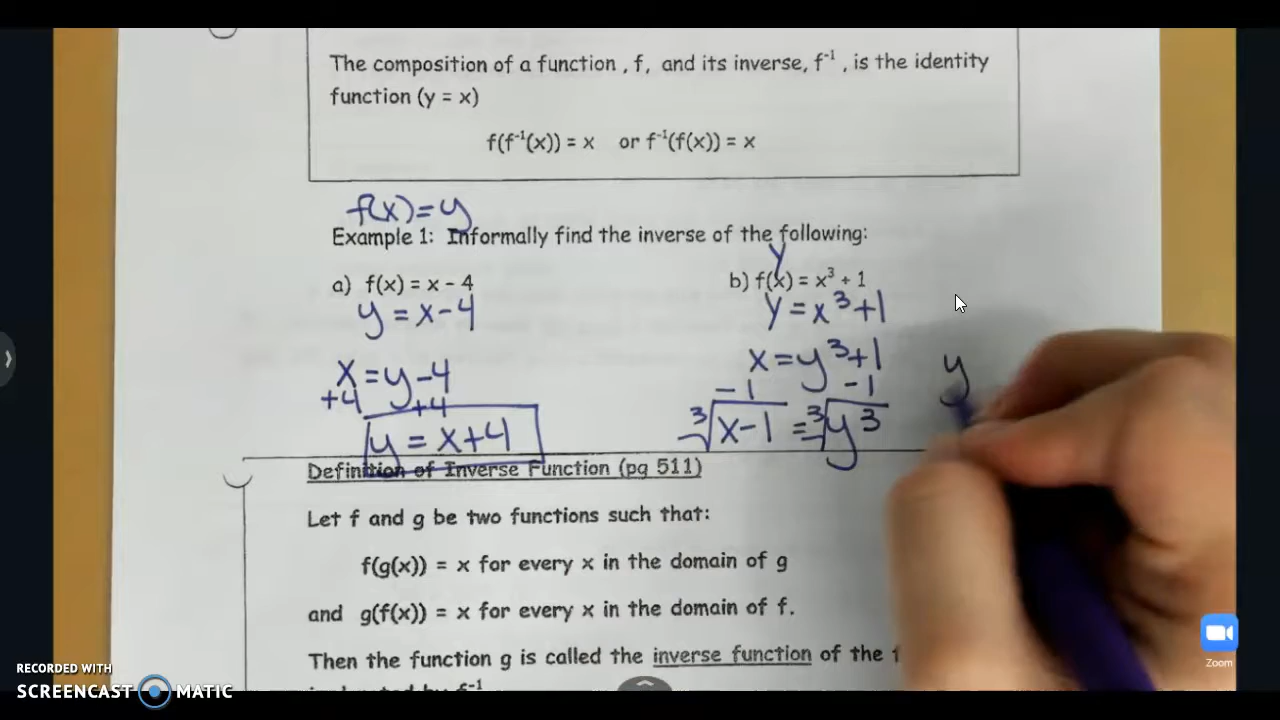 The composition of a function , f, and its inverse, f⁻¹ , is the identity
function (y = x)
f(f⁻¹(x)) = x or f⁻¹(f(x)) = x
f(x)=y
Example 1: Informally find the inverse of the following:
a) f(x) = x - 4
y = x-4
x = y-4
+4 +4
y = x+4
y
b) f(x) = x³ + 1
y = x³+1
x = y³+1
-1 -1
³√x-1 = ³√y³
y
Definition of Inverse Function (pg 511)
Let f and g be two functions such that:
f(g(x)) = x for every x in the domain of g
and g(f(x)) = x for every x in the domain of f.
Then the function g is called the inverse function of the
f⁻¹
Zoom
RECORDED WITH
SCREENCAST MATIC